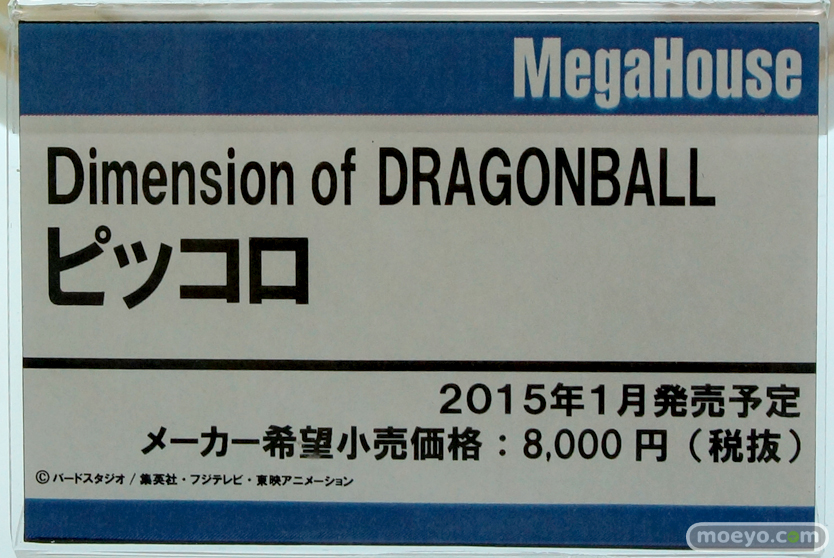 MegaHouse
Dimension of DRAGONBALL
ピッコロ
2015年1月発売予定
メーカー希望小売価格：8,000円（税抜）
©バードスタジオ / 集英社・フジテレビ・東映アニメーション
moeyo.com